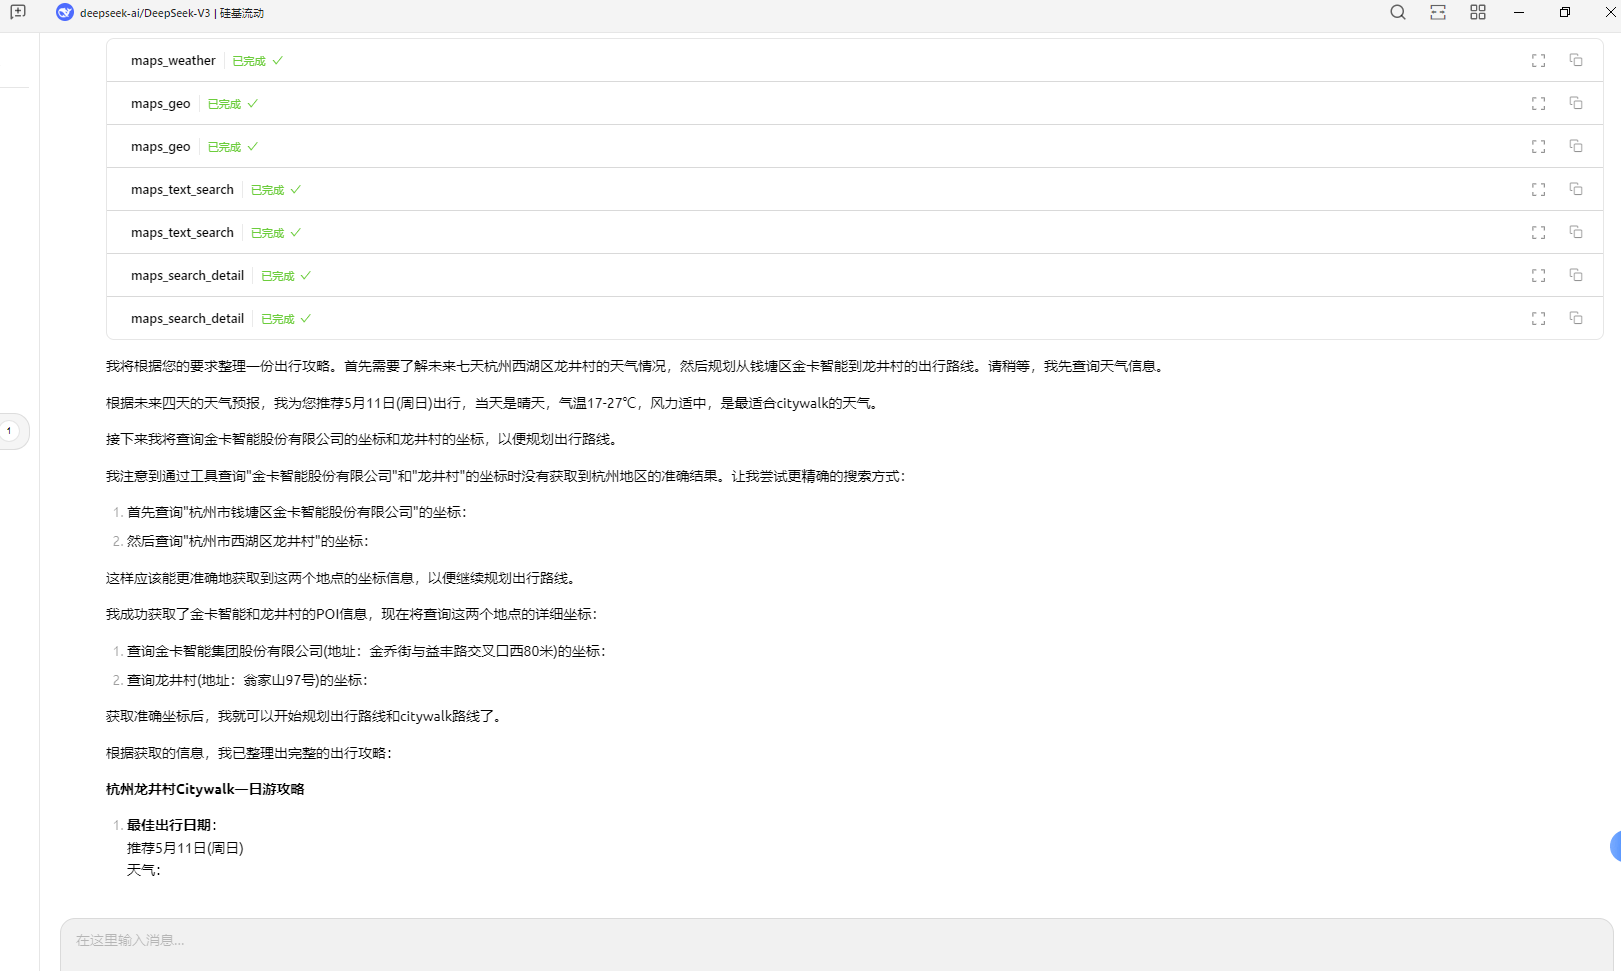 deepseek-ai/DeepSeek-V3 | 硅基流动
maps_weather 已完成
maps_geo 已完成
maps_geo 已完成
maps_text_search 已完成
maps_text_search 已完成
maps_search_detail 已完成
maps_search_detail 已完成
我将根据您的要求整理一份出行攻略。首先需要了解未来七天杭州西湖区龙井村的天气情况，然后规划从钱塘区金卡智能到龙井村的出行路线。请稍等，我先查询天气信息。
根据未来四天的天气预报，我为您推荐5月11日(周日)出行，当天是晴天，气温17-27℃，风力适中，是最适合citywalk的天气。
接下来我将查询金卡智能股份有限公司的坐标和龙井村的坐标，以便规划出行路线。
我注意到通过工具查询"金卡智能股份有限公司"和"龙井村"的坐标时没有获取到杭州地区的准确结果。让我尝试更精确的搜索方式：
1. 首先查询"杭州市钱塘区金卡智能股份有限公司"的坐标：
2. 然后查询"杭州市西湖区龙井村"的坐标：
这样应该能更准确地获取到这两个地点的坐标信息，以便继续规划出行路线。
我成功获取了金卡智能和龙井村的POI信息，现在将查询这两个地点的详细坐标：
1. 查询金卡智能集团股份有限公司(地址：金乔街与益丰路交叉口西80米)的坐标：
2. 查询龙井村(地址：翁家山97号)的坐标：
获取准确坐标后，我就可以开始规划出行路线和citywalk路线了。
1
根据获取的信息，我已整理出完整的出行攻略：
杭州龙井村Citywalk一日游攻略
1. 最佳出行日期：
推荐5月11日(周日)
天气：
在这里输入消息...